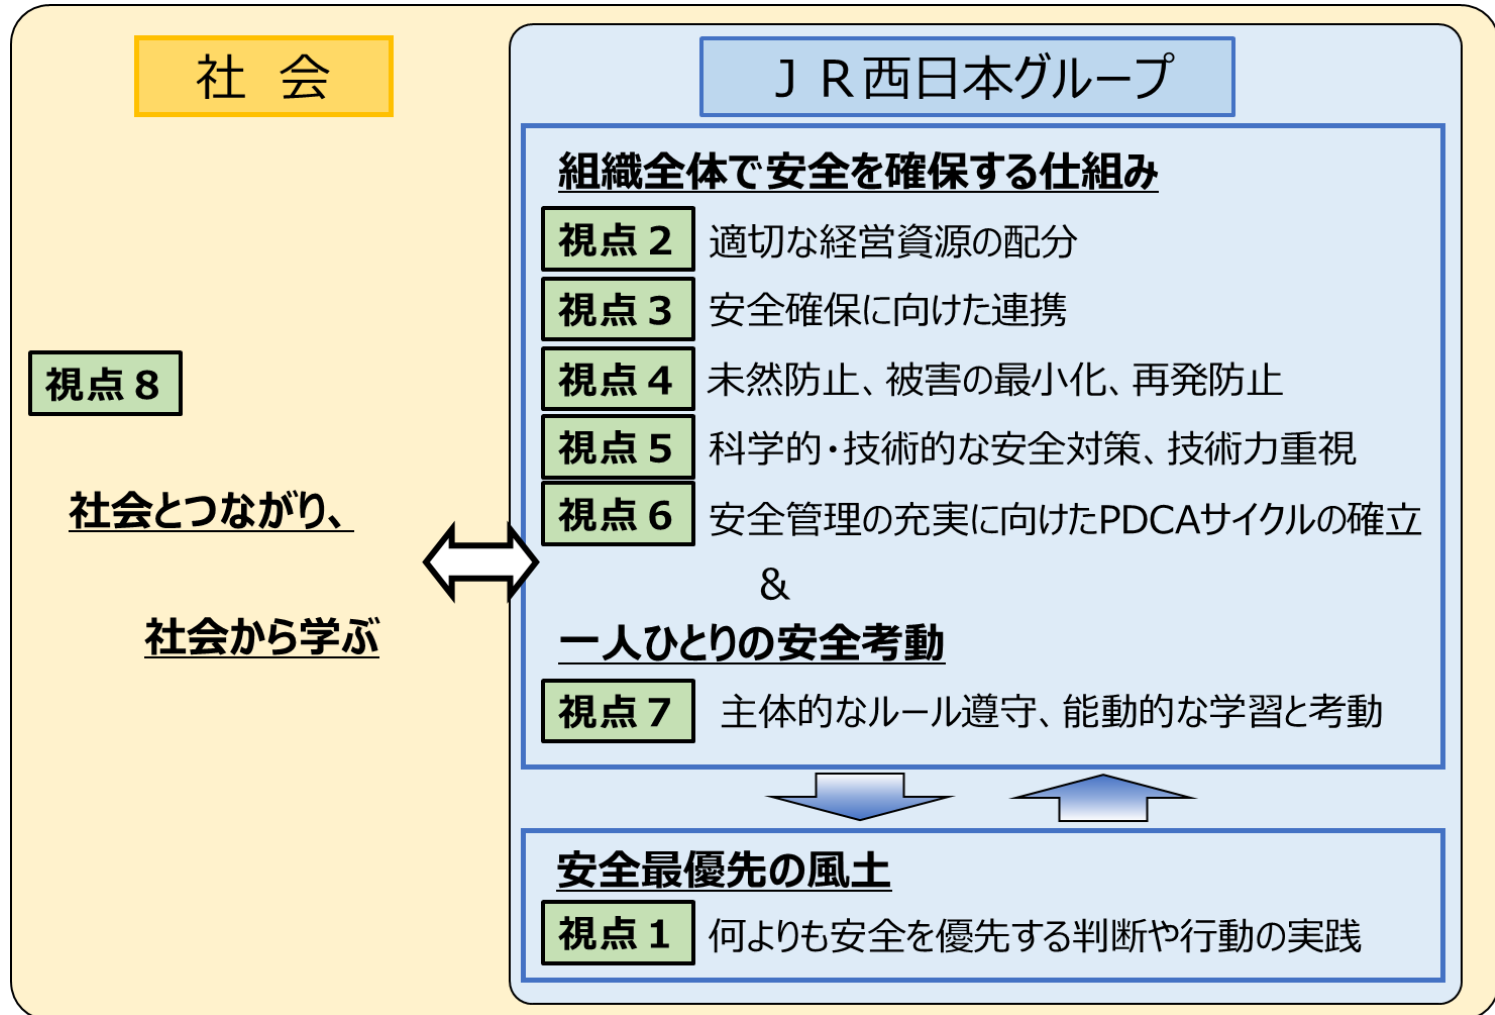 社 会
視点８
社会とつながり、
社会から学ぶ
ＪＲ西日本グループ
組織全体で安全を確保する仕組み
視点２ 適切な経営資源の配分
視点３ 安全確保に向けた連携
視点４ 未然防止、被害の最小化、再発防止
視点５ 科学的・技術的な安全対策、技術力重視
視点６ 安全管理の充実に向けたPDCAサイクルの確立
＆
一人ひとりの安全考動
視点７ 主体的なルール遵守、能動的な学習と考動
安全最優先の風土
視点１ 何よりも安全を優先する判断や行動の実践